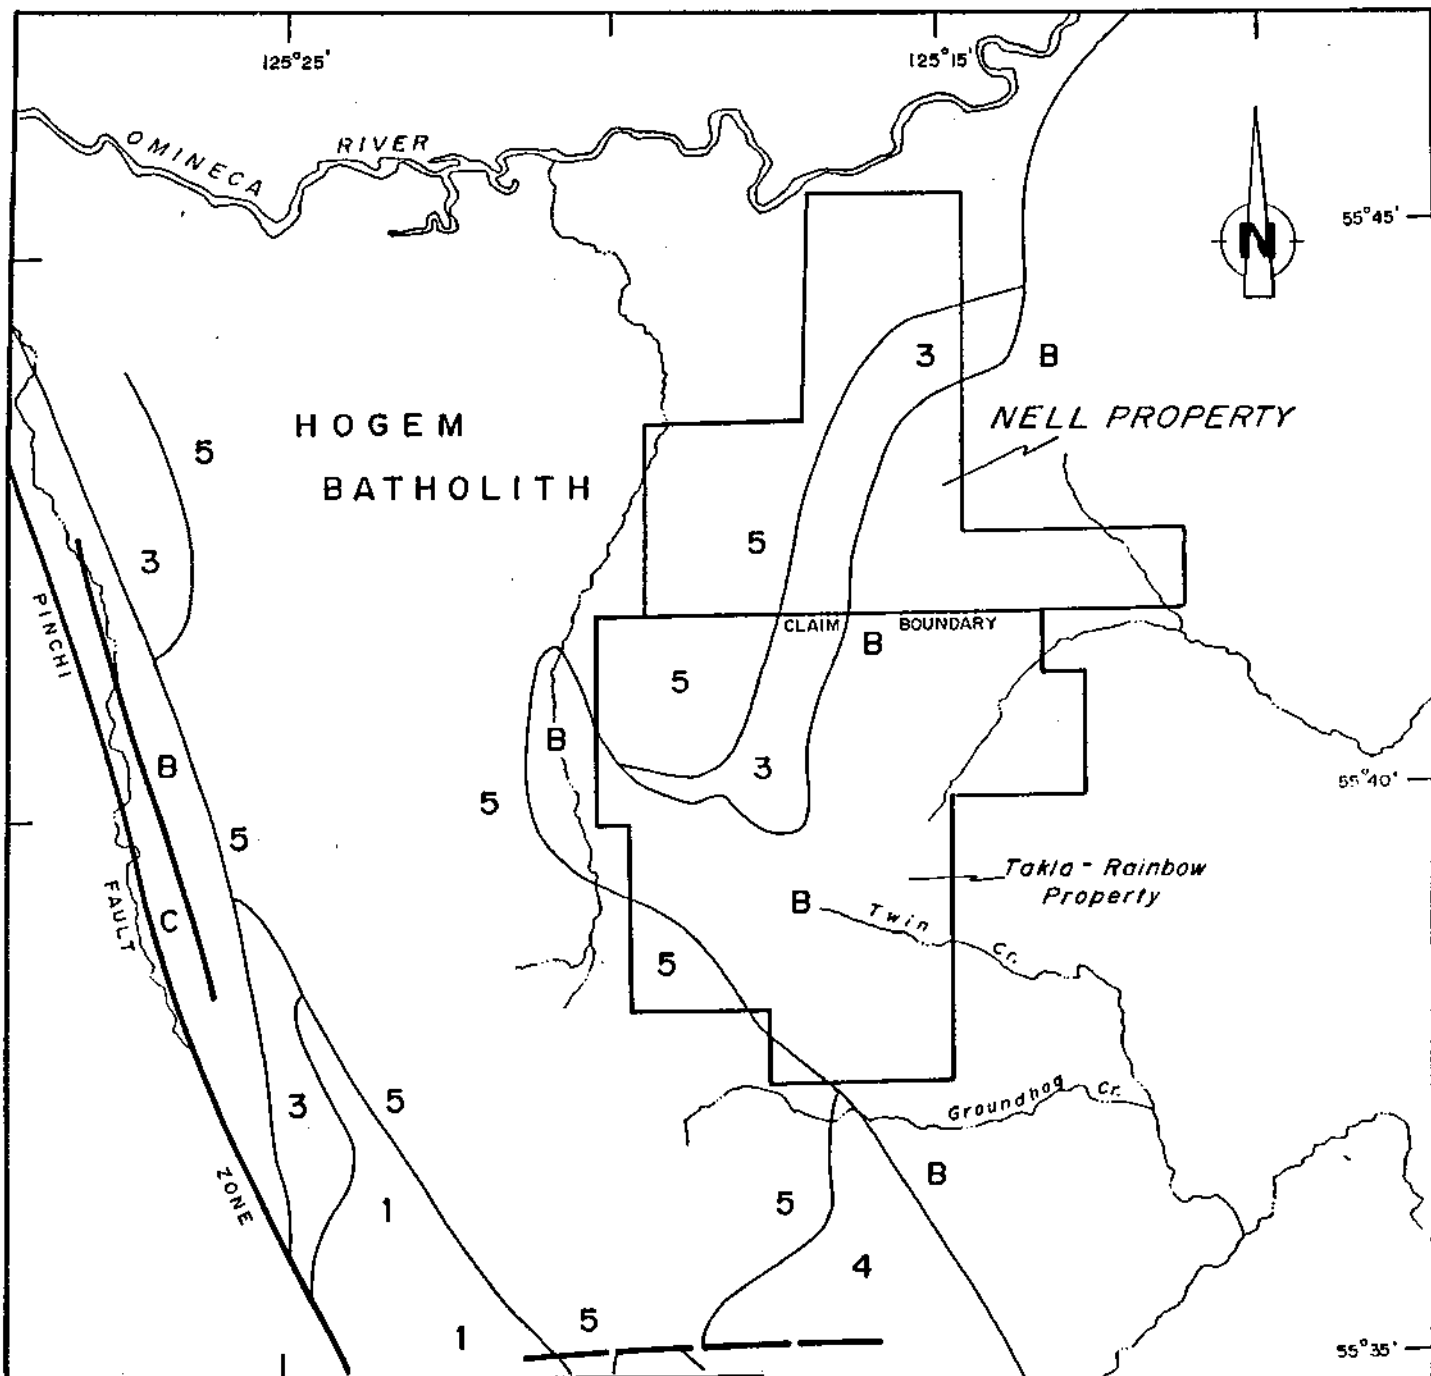 125°25'
125°15'
OMINECA RIVER
55°45'
N
3
B
HOGEM
BATHOLITH
NELL PROPERTY
5
5
3
PINCHI
CLAIM BOUNDARY
B
5
B
3
B
5
5
55°40'
5
Takla - Rainbow
Property
FAULT
C
B
Twin Cr.
5
3
5
Groundhog Cr.
ZONE
B
1
5
4
5
1
55°35'